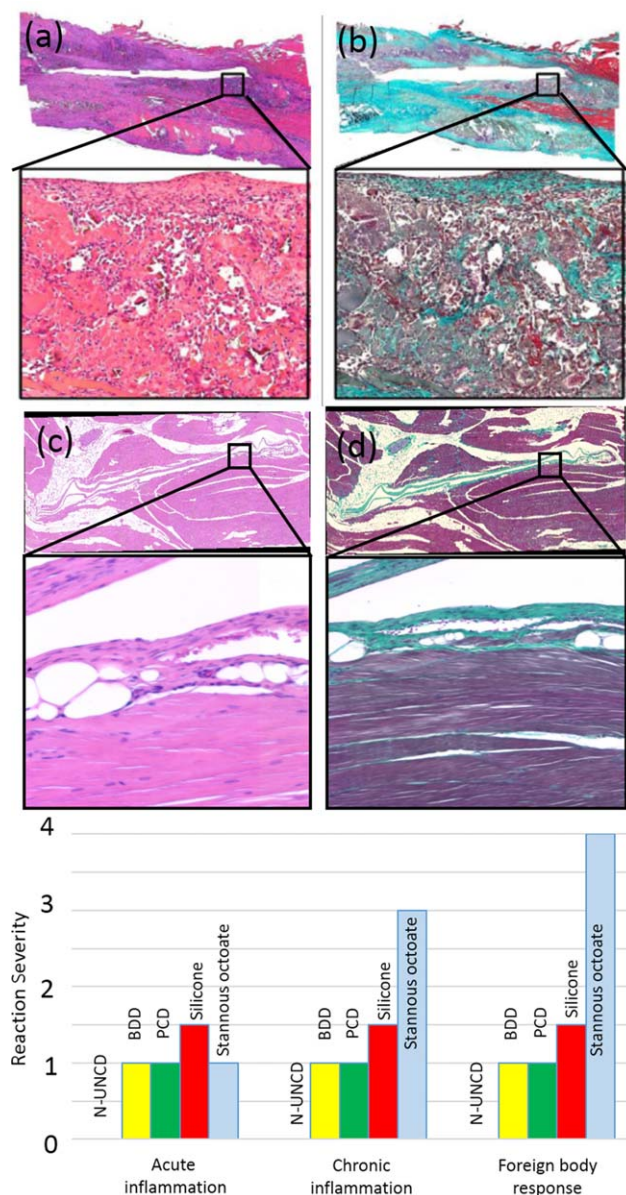 (a)
(b)
(c)
(d)
Reaction Severity
4
3
2
1
0
N-UNCD
BDD
PCD
Silicone
Stannous octoate
N-UNCD
BDD
PCD
Silicone
Stannous octoate
N-UNCD
BDD
PCD
Silicone
Stannous octoate
Acute
inflammation
Chronic
inflammation
Foreign body
response